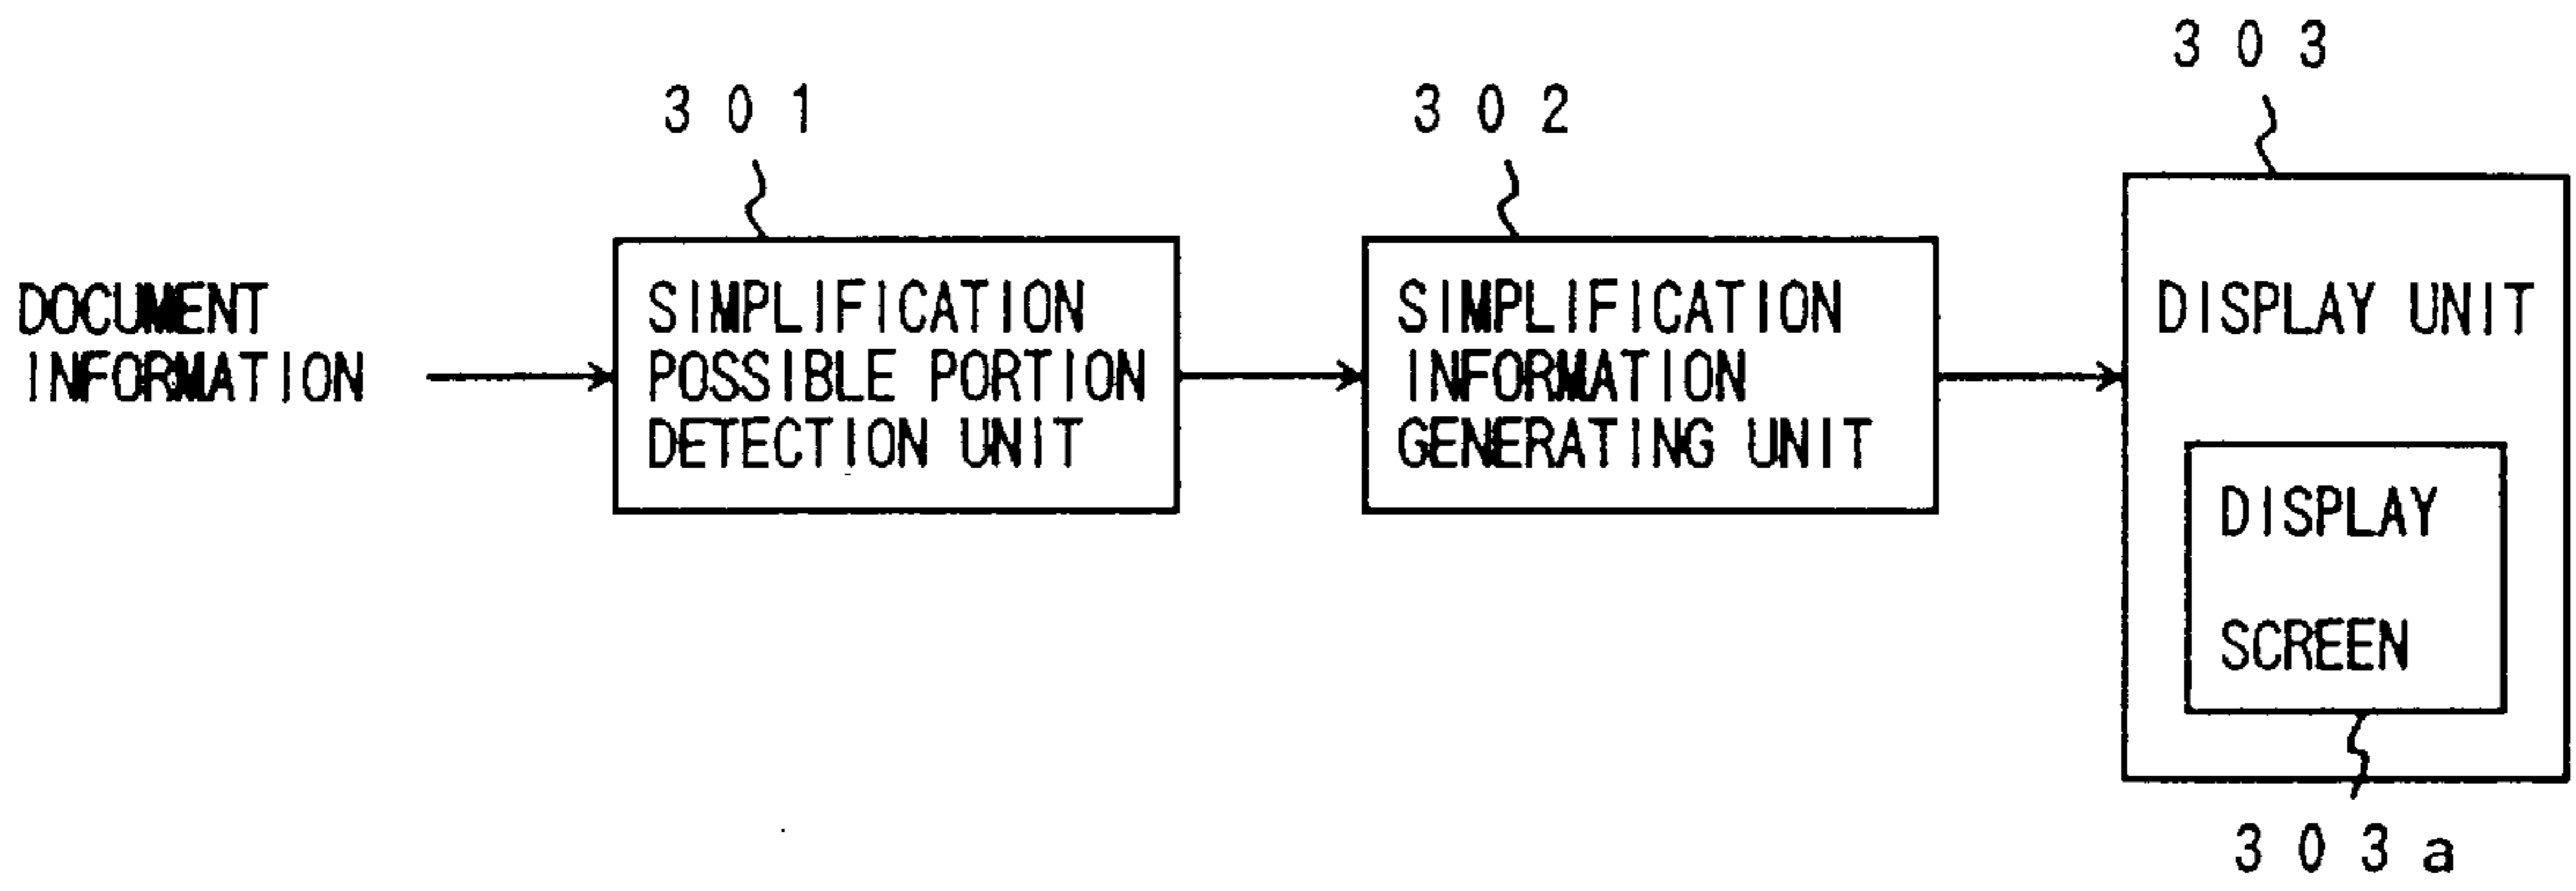 303
301
302
DOCUMENT
INFORMATION
SIMPLIFICATION
POSSIBLE PORTION
DETECTION UNIT
SIMPLIFICATION
INFORMATION
GENERATING UNIT
DISPLAY UNIT
DISPLAY
SCREEN
303a